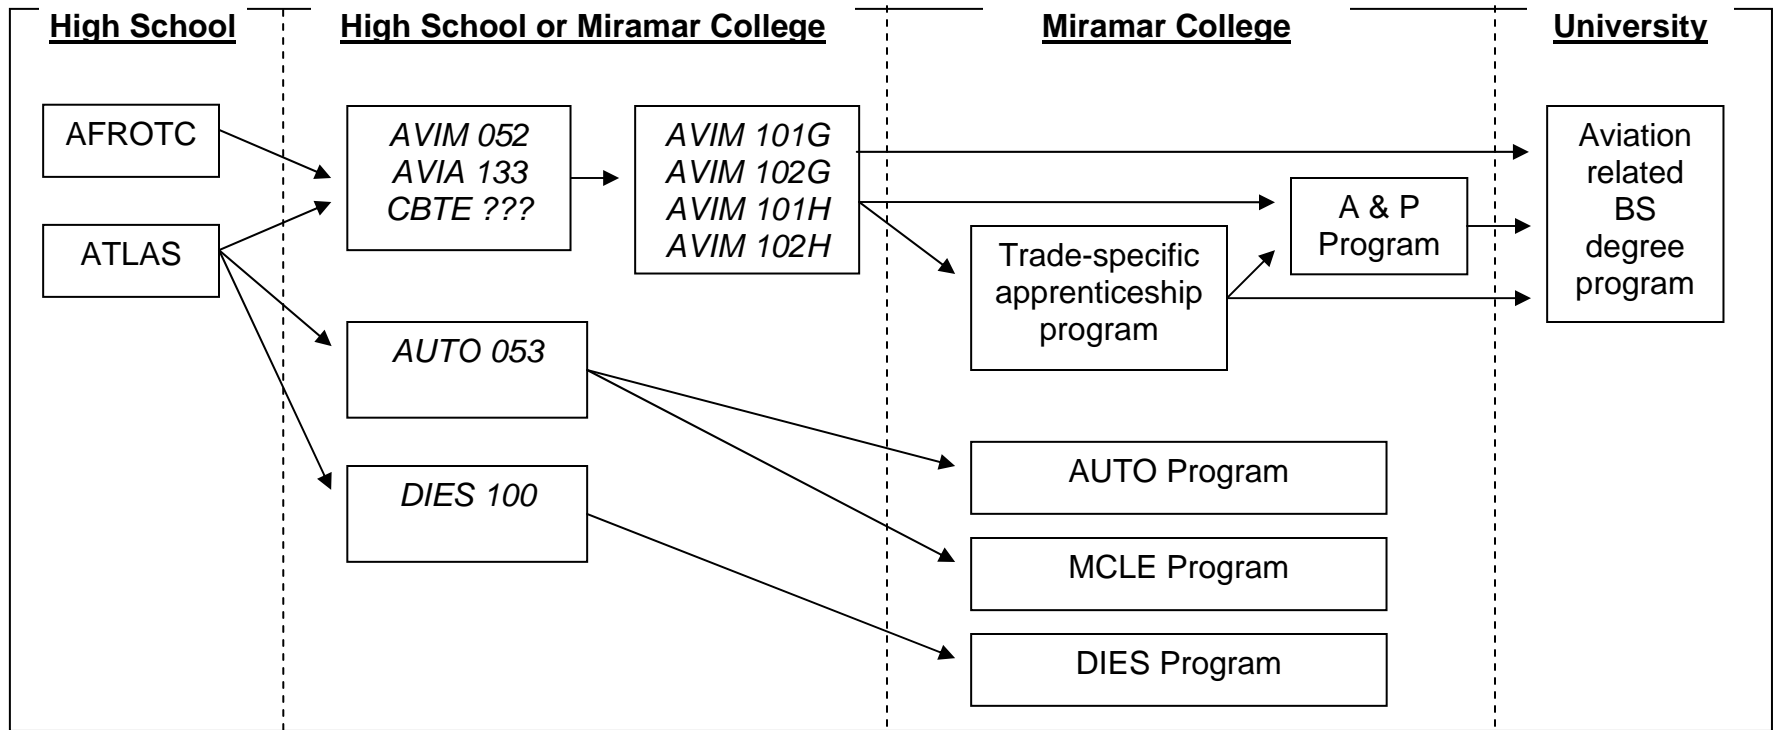 High School
High School or Miramar College
Miramar College
University
AFROTC
ATLAS
AVIM 052
AVIA 133
CBTE ???
AVIM 101G
AVIM 102G
AVIM 101H
AVIM 102H
AUTO 053
DIES 100
Trade-specific
apprenticeship
program
A & P
Program
AUTO Program
MCLE Program
DIES Program
Aviation
related
BS
degree
program